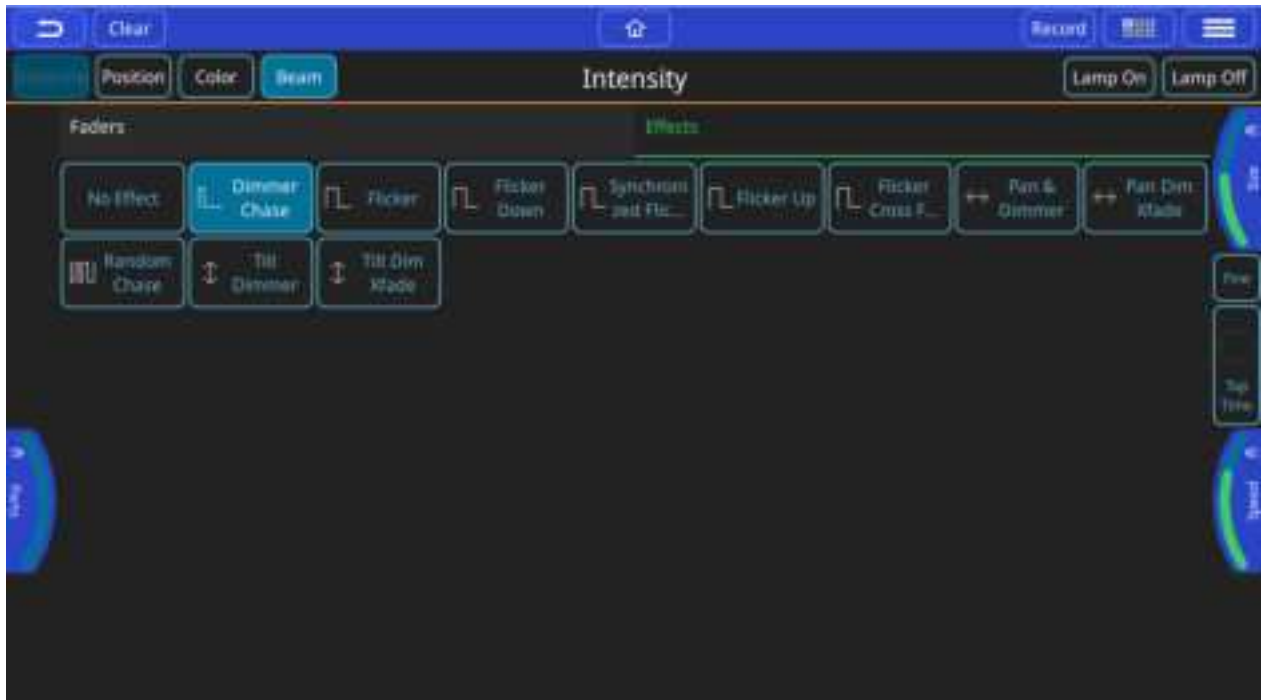 Clear
Record
Intensity
Position
Color
Beam
Intensity
Lamp On
Lamp Off
Faders
Effects
No Effect
Dimmer
Chase
Flicker
Flicker
Down
Synchroni
zed Flic...
Flicker Up
Flicker
Cross F...
Pan &
Dimmer
Pan Dim
Xfade
Random
Chase
Tilt
Dimmer
Tilt Dim
Xfade
Size
Fine
Tap
Time
Speed